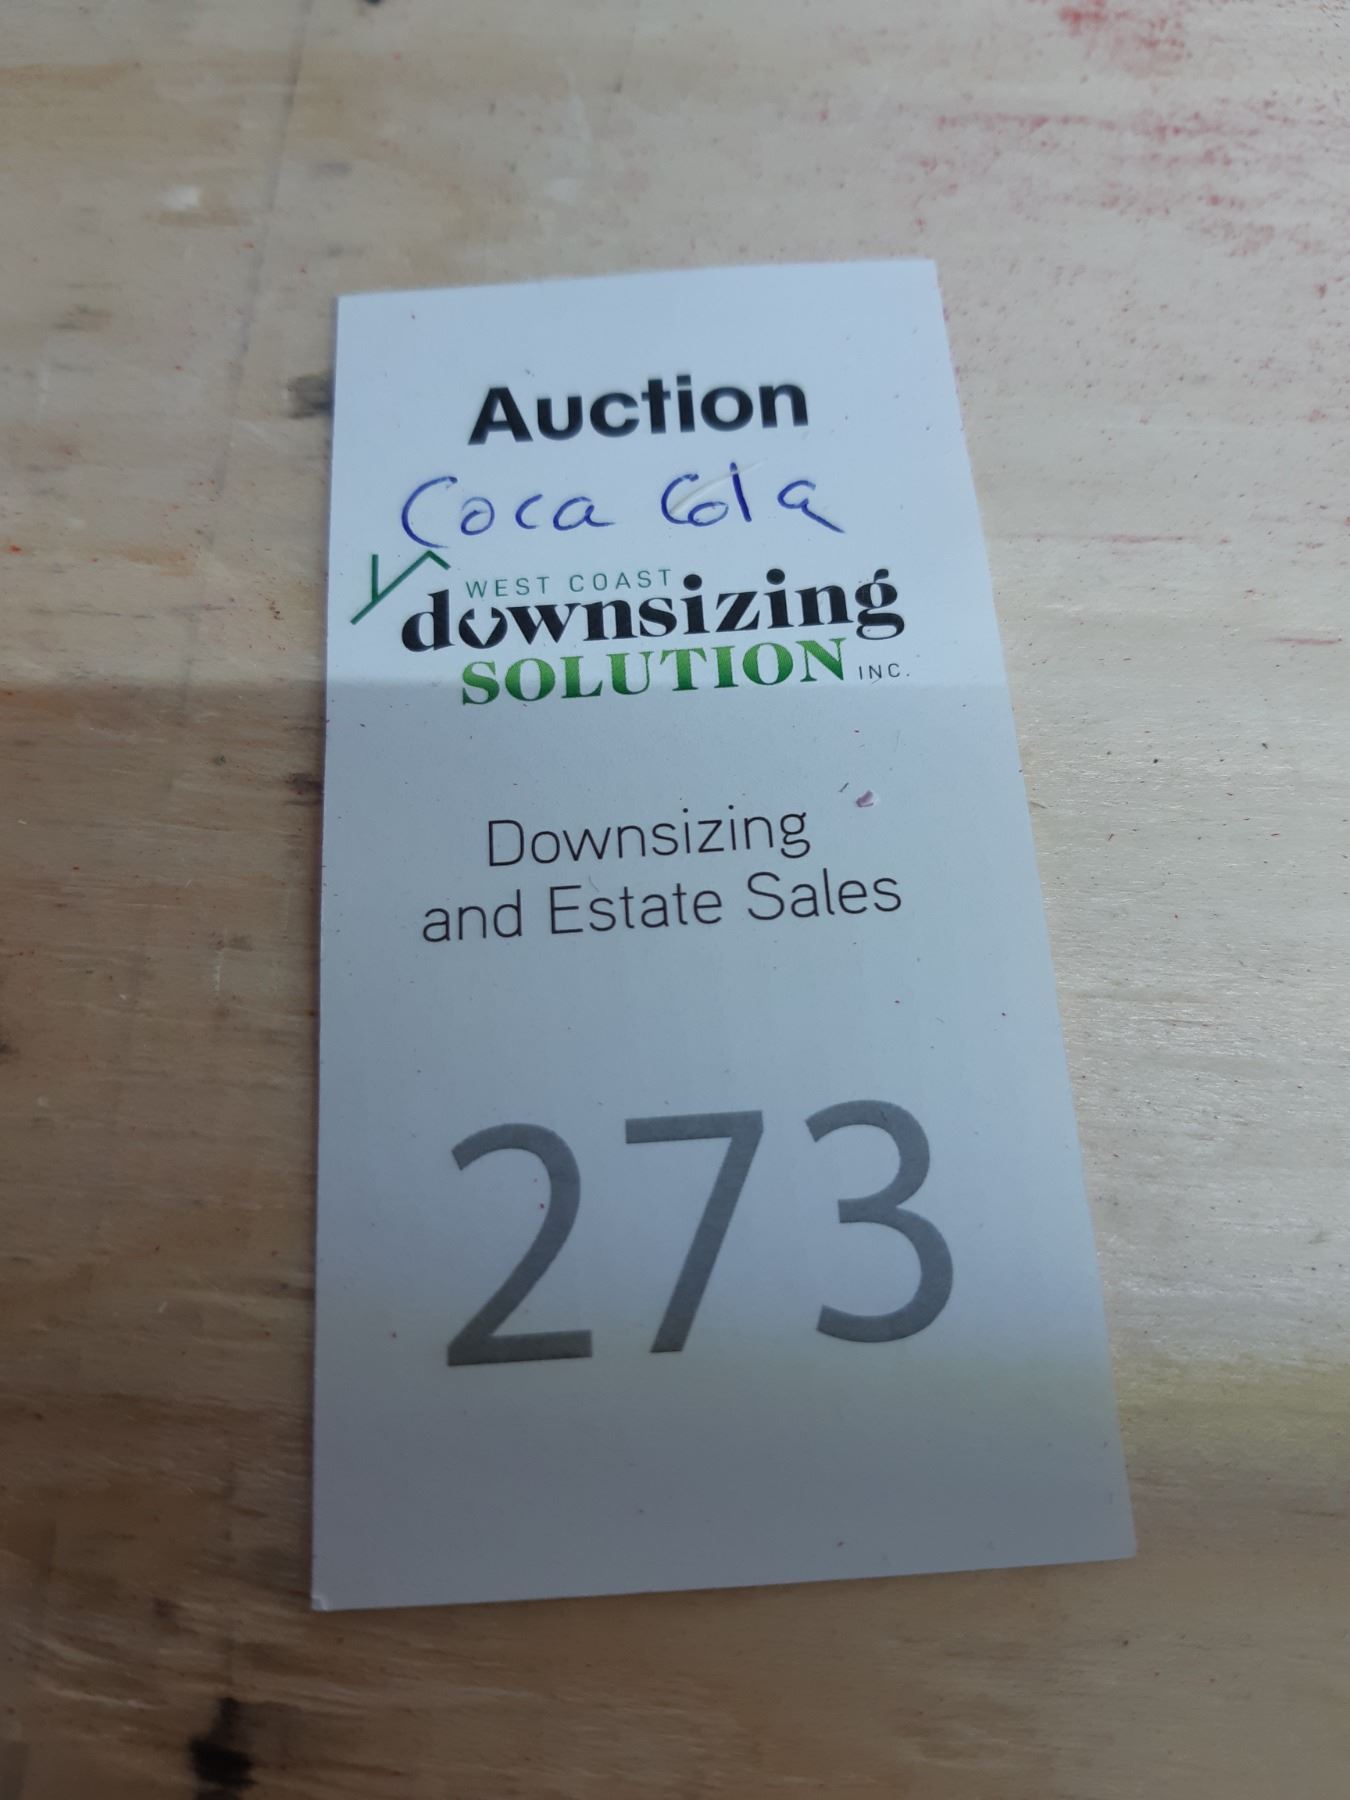 Auction
Coca Cola
WEST COAST
downsizing
SOLUTION INC.
Downsizing
and Estate Sales
273